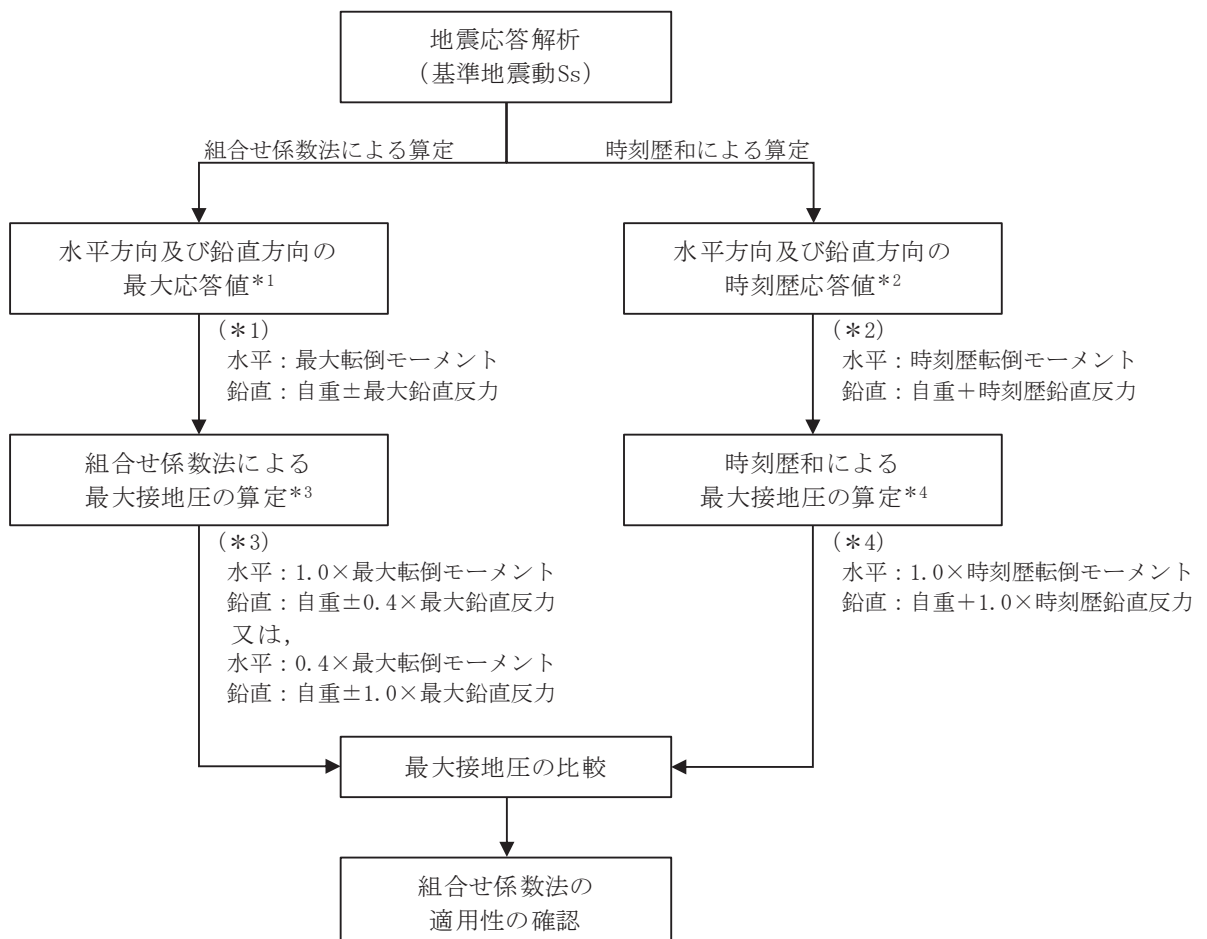 地震応答解析
（基準地震動Ss）
組合せ係数法による算定
時刻歴和による算定
水平方向及び鉛直方向の
最大応答値*1
水平方向及び鉛直方向の
時刻歴応答値*2
（＊1）
水平：最大転倒モーメント
鉛直：自重±最大鉛直反力
（＊2）
水平：時刻歴転倒モーメント
鉛直：自重＋時刻歴鉛直反力
組合せ係数法による
最大接地圧の算定*3
時刻歴和による
最大接地圧の算定*4
（＊3）
水平：1.0×最大転倒モーメント
鉛直：自重±0.4×最大鉛直反力
又は，
水平：0.4×最大転倒モーメント
鉛直：自重±1.0×最大鉛直反力
（＊4）
水平：1.0×時刻歴転倒モーメント
鉛直：自重＋1.0×時刻歴鉛直反力
最大接地圧の比較
組合せ係数法の
適用性の確認